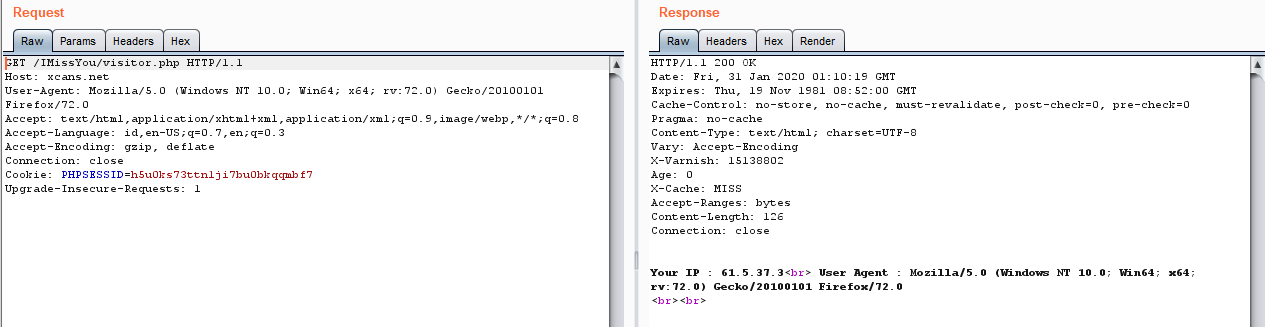 Request
Raw Params Headers Hex
GET /IMissYou/visitor.php HTTP/1.1
Host: xcans.net
User-Agent: Mozilla/5.0 (Windows NT 10.0; Win64; x64; rv:72.0) Gecko/20100101
Firefox/72.0
Accept: text/html,application/xhtml+xml,application/xml;q=0.9,image/webp,*/*;q=0.8
Accept-Language: id,en-US;q=0.7,en;q=0.3
Accept-Encoding: gzip, deflate
Connection: close
Cookie: PHPSESSID=h5u0ks73ttnlji7bu0bkqqmbf7
Upgrade-Insecure-Requests: 1
Response
Raw Headers Hex Render
HTTP/1.1 200 OK
Date: Fri, 31 Jan 2020 01:10:19 GMT
Expires: Thu, 19 Nov 1981 08:52:00 GMT
Cache-Control: no-store, no-cache, must-revalidate, post-check=0, pre-check=0
Pragma: no-cache
Content-Type: text/html; charset=UTF-8
Vary: Accept-Encoding
X-Varnish: 15138802
Age: 0
X-Cache: MISS
Accept-Ranges: bytes
Content-Length: 126
Connection: close
Your IP : 61.5.37.3<br> User Agent : Mozilla/5.0 (Windows NT 10.0; Win64; x64;
rv:72.0) Gecko/20100101 Firefox/72.0
<br><br>